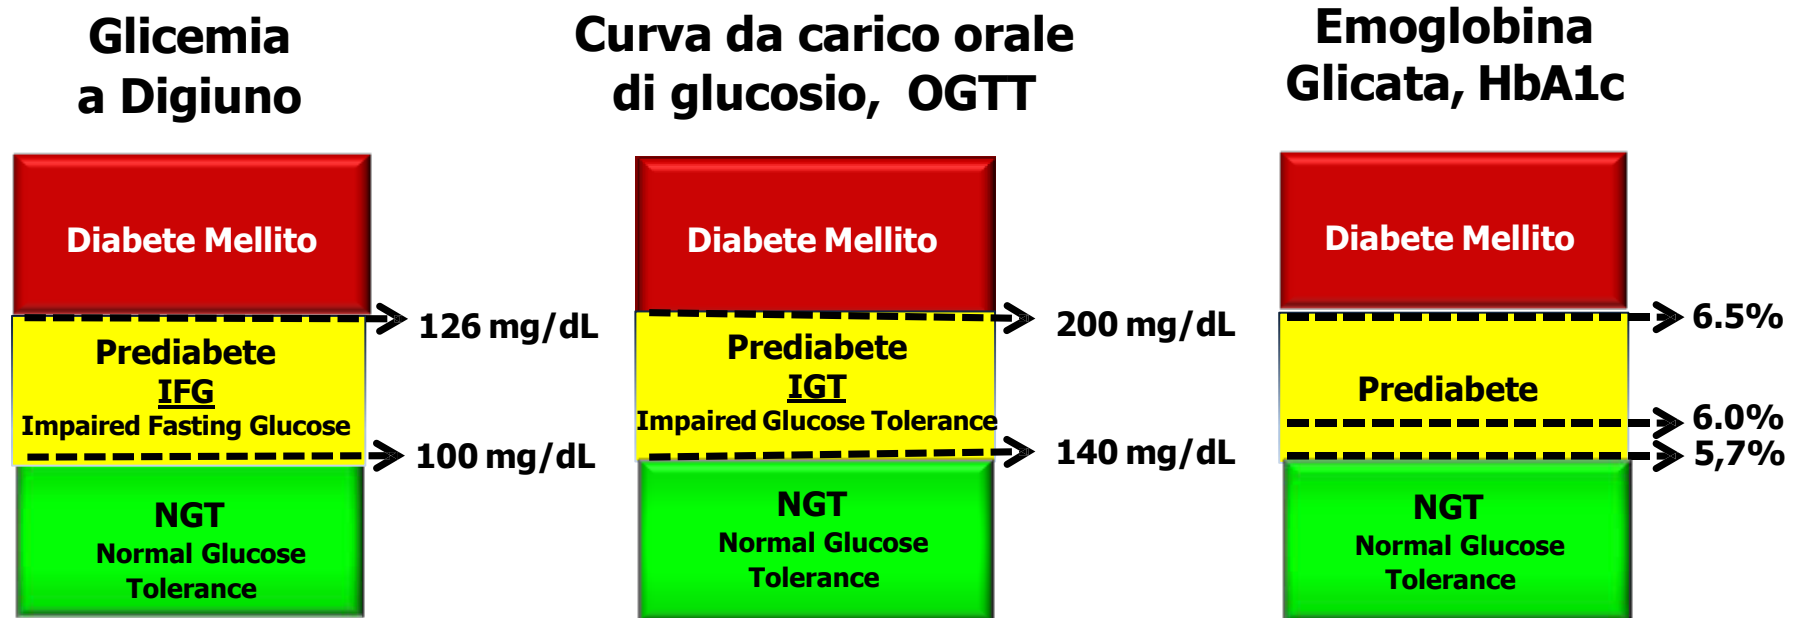 Glicemia
a Digiuno
Diabete Mellito
126 mg/dL
Prediabete
IFG
Impaired Fasting Glucose
100 mg/dL
NGT
Normal Glucose
Tolerance
Curva da carico orale
di glucosio, OGTT
Diabete Mellito
200 mg/dL
Prediabete
IGT
Impaired Glucose Tolerance
140 mg/dL
NGT
Normal Glucose
Tolerance
Emoglobina
Glicata, HbA1c
Diabete Mellito
6.5%
Prediabete
6.0%
5,7%
NGT
Normal Glucose
Tolerance